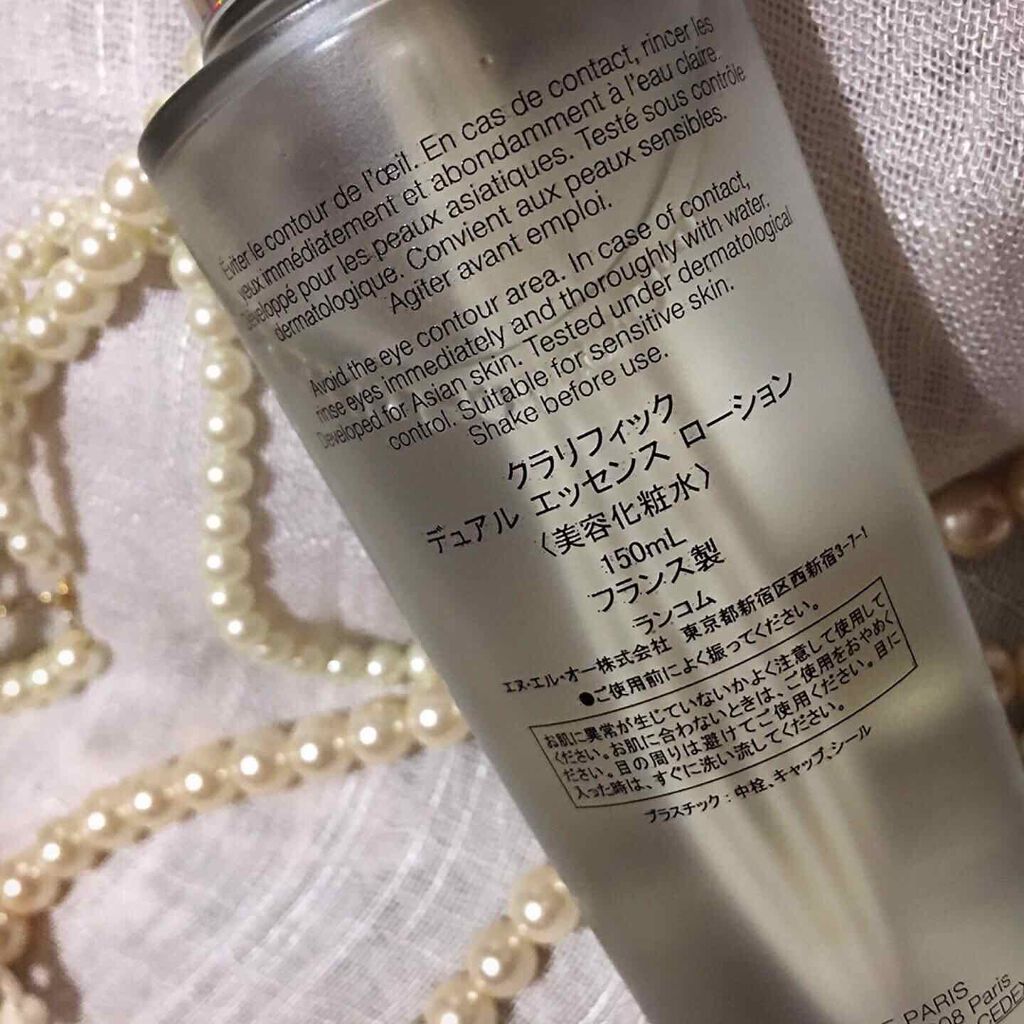 Éviter le contour de l'œil. En cas de contact, rincer les
yeux immédiatement et abondamment à l'eau claire.
Développé pour les peaux asiatiques. Testé sous contrôle
dermatologique. Convient aux peaux sensibles.
Agiter avant emploi.
Avoid the eye contour area. In case of contact,
rinse eyes immediately and thoroughly with water.
Developed for Asian skin. Tested under dermatological
control. Suitable for sensitive skin.
Shake before use.
クラリフィック
デュアル エッセンス ローション
〈美容化粧水〉
150mL
フランス製
ランコム
エヌ・エル・オー株式会社 東京都新宿区西新宿3-7-1
●ご使用前によく振ってください。
お肌に異常が生じていないかよく注意して使用して
ください。お肌に合わないときは、ご使用をおやめく
ださい。目の周りは避けてご使用ください。目に
入った時は、すぐに洗い流してください。
プラスチック：中栓、キャップ、シール
PARIS
08 Paris
CEDEX